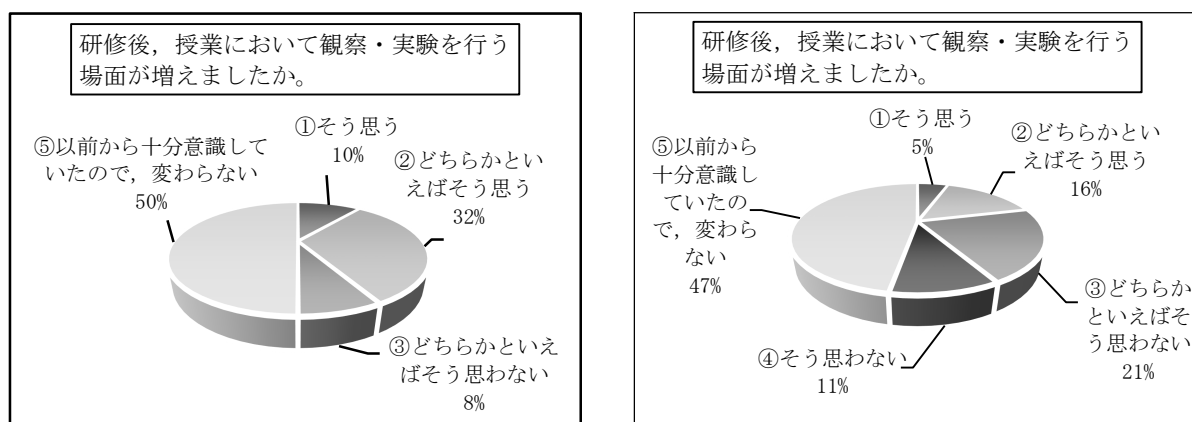 研修後，授業において観察・実験を行う
場面が増えましたか。
①そう思う
10%
②どちらかとい
えばそう思う
32%
③どちらかといえ
ばそう思わない
8%
⑤以前から十分意識して
いたので，変わらない
50%
研修後，授業において観察・実験を行う
場面が増えましたか。
①そう思う
5%
②どちらかとい
えばそう思う
16%
③どちらか
といえばそ
う思わない
21%
④そう思わない
11%
⑤以前から
十分意識し
ていたの
で，変わら
ない
47%